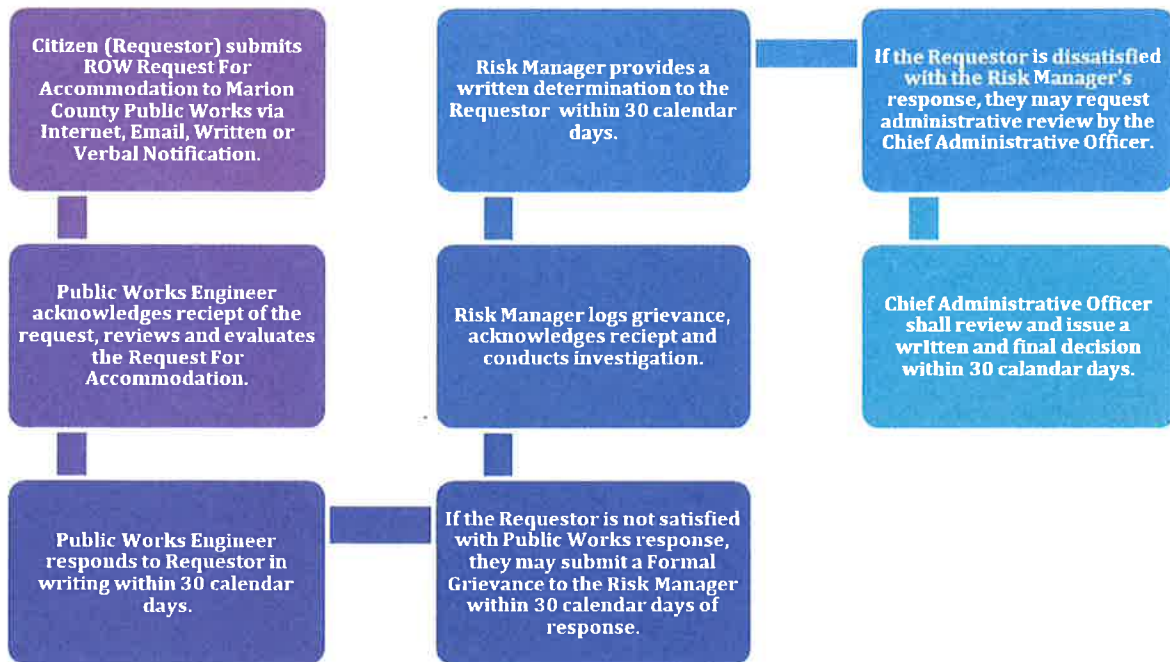 Citizen (Requestor) submits
ROW Request For
Accommodation to Marion
County Public Works via
Internet, Email, Written or
Verbal Notification.
Public Works Engineer
acknowledges reciept of the
request, reviews and evaluates
the Request For
Accommodation.
Public Works Engineer
responds to Requestor in
writing within 30 calendar
days.
If the Requestor is not satisfied
with Public Works response,
they may submit a Formal
Grievance to the Risk Manager
within 30 calendar days of
response.
Risk Manager logs grievance,
acknowledges reciept and
conducts investigation.
Risk Manager provides a
written determination to the
Requestor within 30 calendar
days.
If the Requestor is dissatisfied
with the Risk Manager's
response, they may request
administrative review by the
Chief Administrative Officer.
Chief Administrative Officer
shall review and issue a
written and final decision
within 30 calandar days.